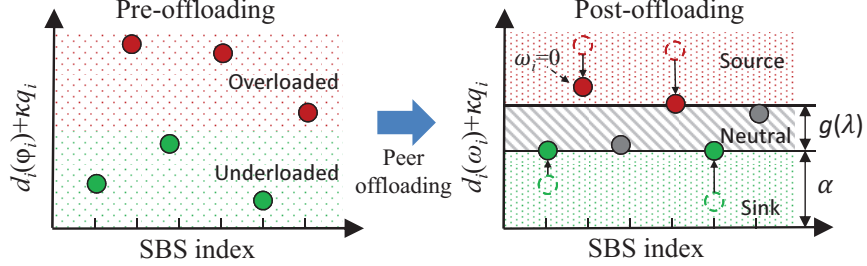 Pre-offloading
d_i(φ_i)+κq_i
Overloaded
Underloaded
SBS index
Peer
offloading
Post-offloading
d_i(ω_i)+κq_i
ω_i=0
Source
Neutral
Sink
g(λ)
α
SBS index